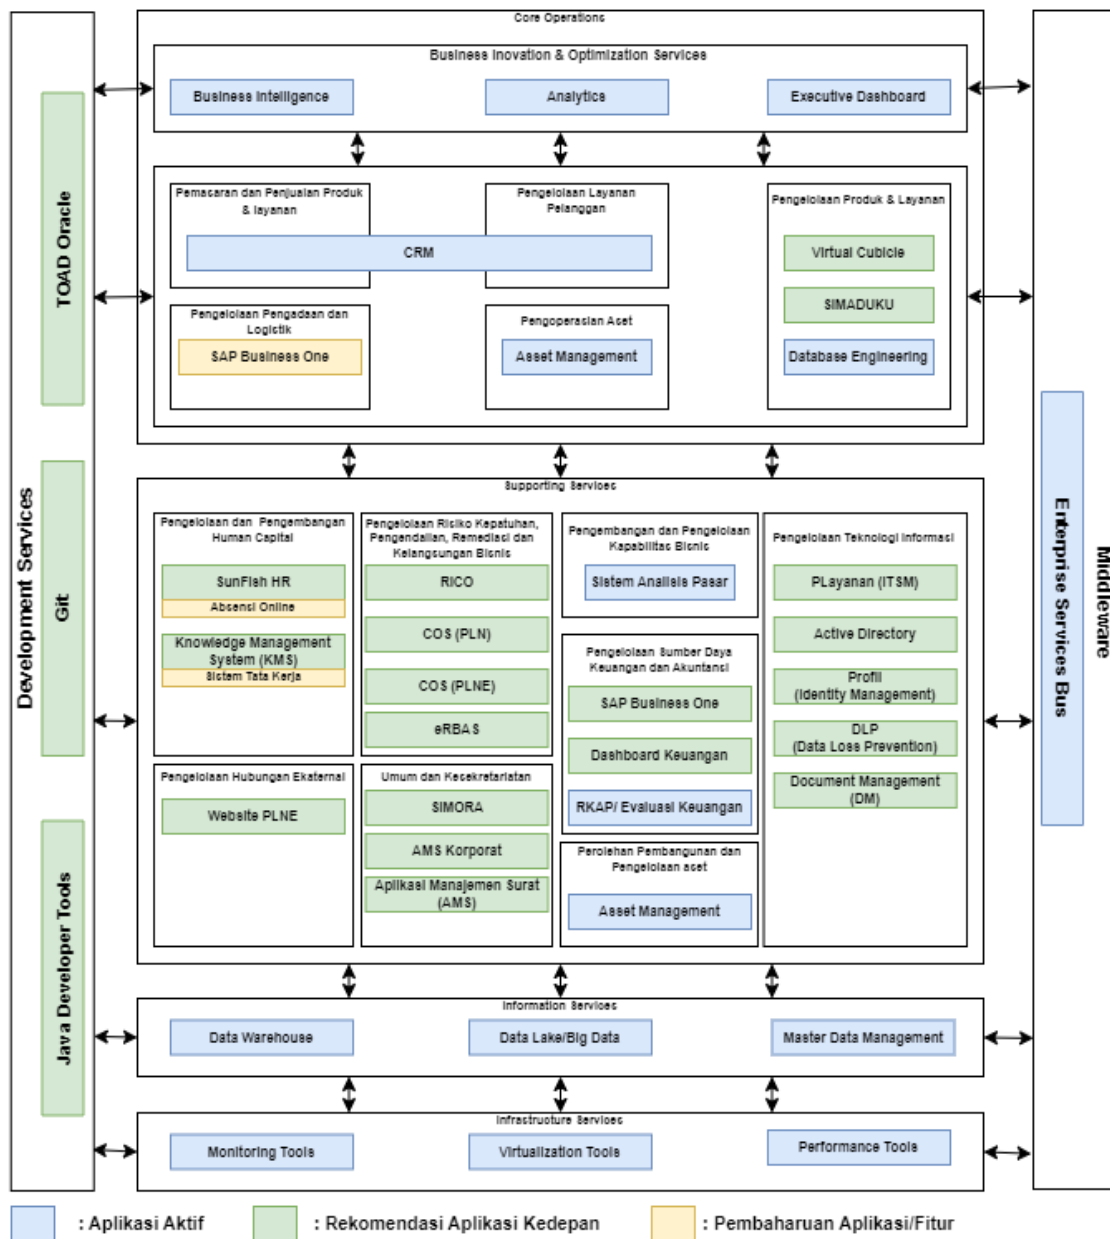 Core Operations
Business Inovation & Optimization Services
Business Intelligence
Analytics
Executive Dashboard
Pemasaran dan Penjualan Produk
& layanan
Pengelolaan Layanan
Pelanggan
Pengelolaan Produk & Layanan
CRM
Virtual Cubicle
SIMADUKU
Database Engineering
Pengelolaan Pengadaan dan
Logistik
SAP Business One
Pengoperasian Aset
Asset Management
Supporting Services
Pengelolaan dan Pengembangan
Human Capital
SunFish HR
Absensi Online
Knowledge Management
System (KMS)
Sistem Tata Kerja
Pengelolaan Risiko Kepatuhan,
Pengendalian, Remediasi dan
Kelangsungan Bisnis
RICO
COS (PLN)
COS (PLNE)
eRBAS
Pengembangan dan Pengelolaan
Kapabilitas Bisnis
Sistem Analisis Pasar
Pengelolaan Sumber Daya
Keuangan dan Akuntansi
SAP Business One
Dashboard Keuangan
RKAP/ Evaluasi Keuangan
Pengelolaan Teknologi Informasi
PLayanan (ITSM)
Active Directory
Profil
(Identity Management)
DLP
(Data Loss Prevention)
Document Management
(DM)
Pengelolaan Hubungan Ekaternal
Website PLNE
Umum dan Kesekretariatan
SIMORA
AMS Korporat
Aplikasi Manajemen Surat
(AMS)
Perolehan Pembangunan dan
Pengelolaan aset
Asset Management
Information Services
Data Warehouse
Data Lake/Big Data
Master Data Management
Infrastructure Services
Monitoring Tools
Virtualization Tools
Performance Tools
Development Services
TOAD Oracle
Git
Java Developer Tools
Enterprise Services Bus
Middleware
: Aplikasi Aktif
: Rekomendasi Aplikasi Kedepan
: Pembaharuan Aplikasi/Fitur